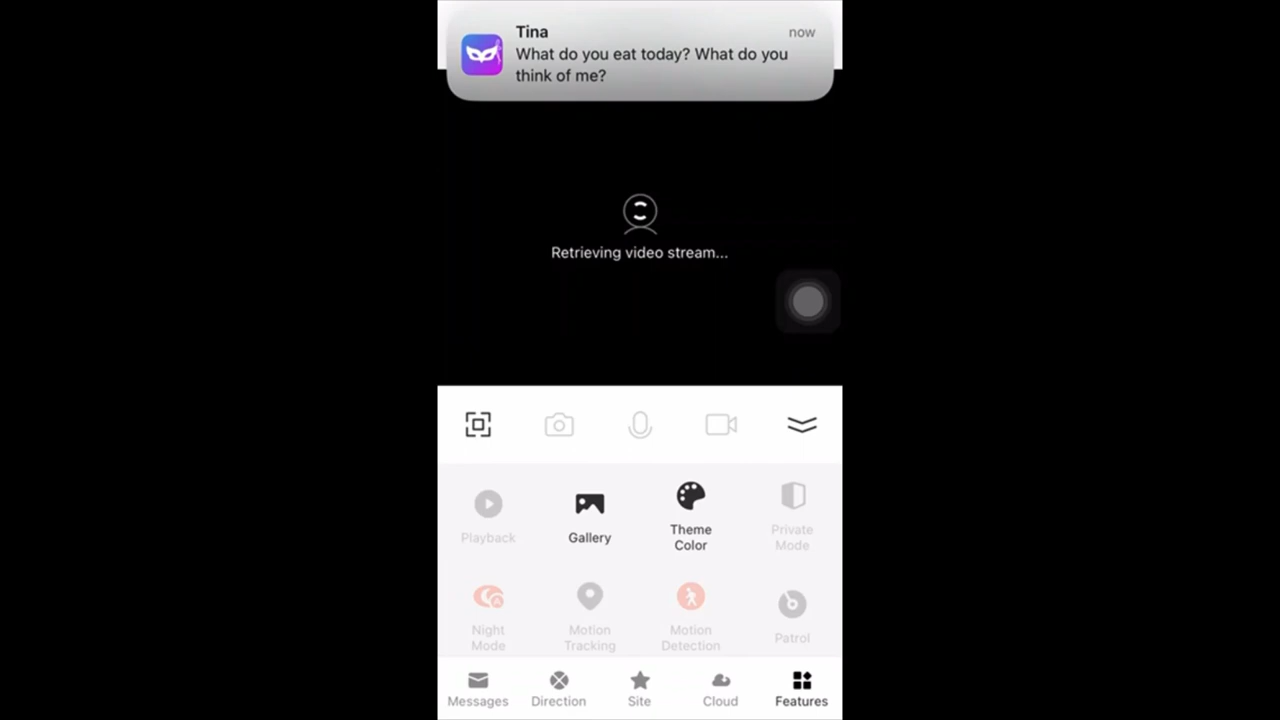 Tina
now
What do you eat today? What do you
think of me?
Retrieving video stream...
Playback
Gallery
Theme
Color
Private
Mode
Night
Mode
Motion
Tracking
Motion
Detection
Patrol
Messages
Direction
Site
Cloud
Features